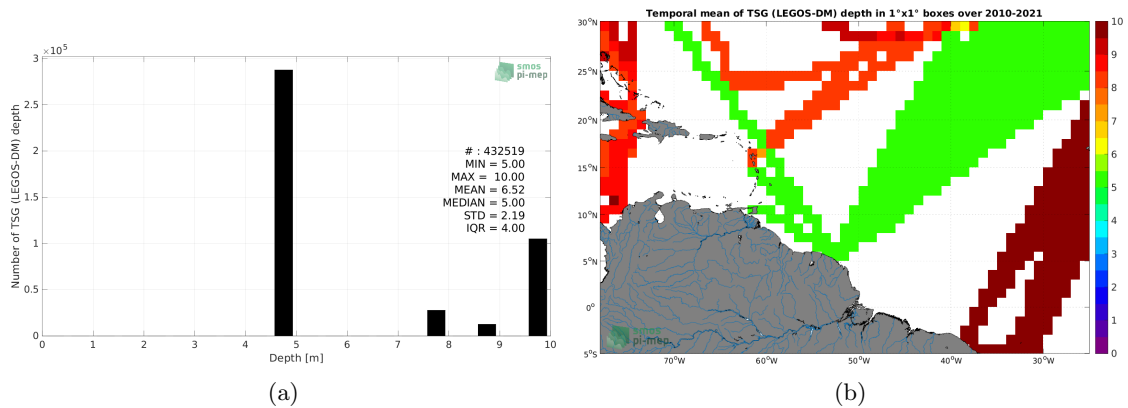 ×10⁵
3
2.5
2
1.5
1
0.5
0
Number of TSG (LEGOS-DM) depth
smos
pi-mep
# : 432519
MIN = 5.00
MAX = 10.00
MEAN = 6.52
MEDIAN = 5.00
STD = 2.19
IQR = 4.00
0 1 2 3 4 5 6 7 8 9 10
Depth [m]
(a)
Temporal mean of TSG (LEGOS-DM) depth in 1°x1° boxes over 2010-2021
30°N
25°N
20°N
15°N
10°N
5°N
0°
5°S
smos
pi-mep
70°W 60°W 50°W 40°W 30°W
10
9
8
7
6
5
4
3
2
1
0
(b)